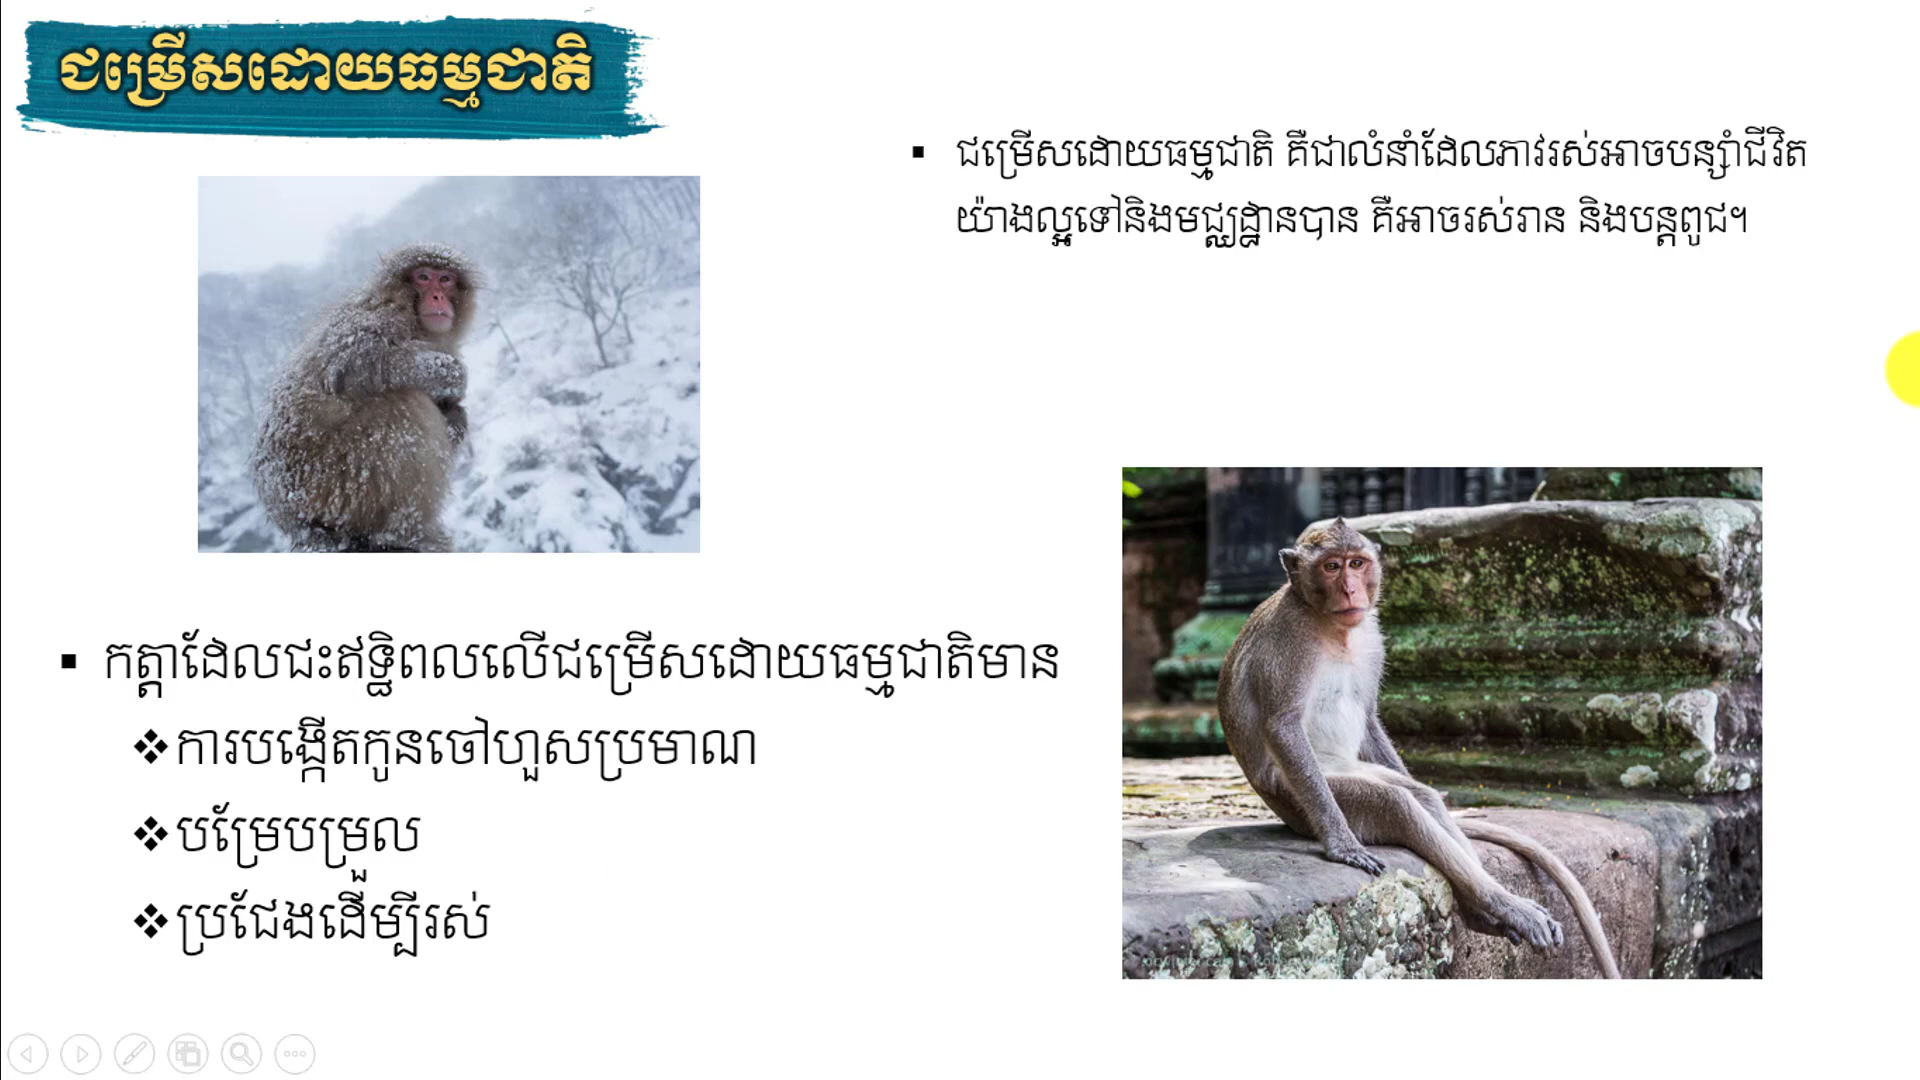 ជម្រើសដោយធម្មជាតិ
▪ ជម្រើសដោយធម្មជាតិ គឺជាលំនាំដែលភាវរស់អាចបន្សាំជីវិត
យ៉ាងល្អទៅនិងមជ្ឈដ្ឋានបាន គឺអាចរស់រាន និងបន្តពូជ។
▪ កត្តាដែលជះឥទ្ធិពលលើជម្រើសដោយធម្មជាតិមាន
❖ការបង្កើតកូនចៅហួសប្រមាណ
❖បម្រែបម្រួល
❖ប្រជែងដើម្បីរស់